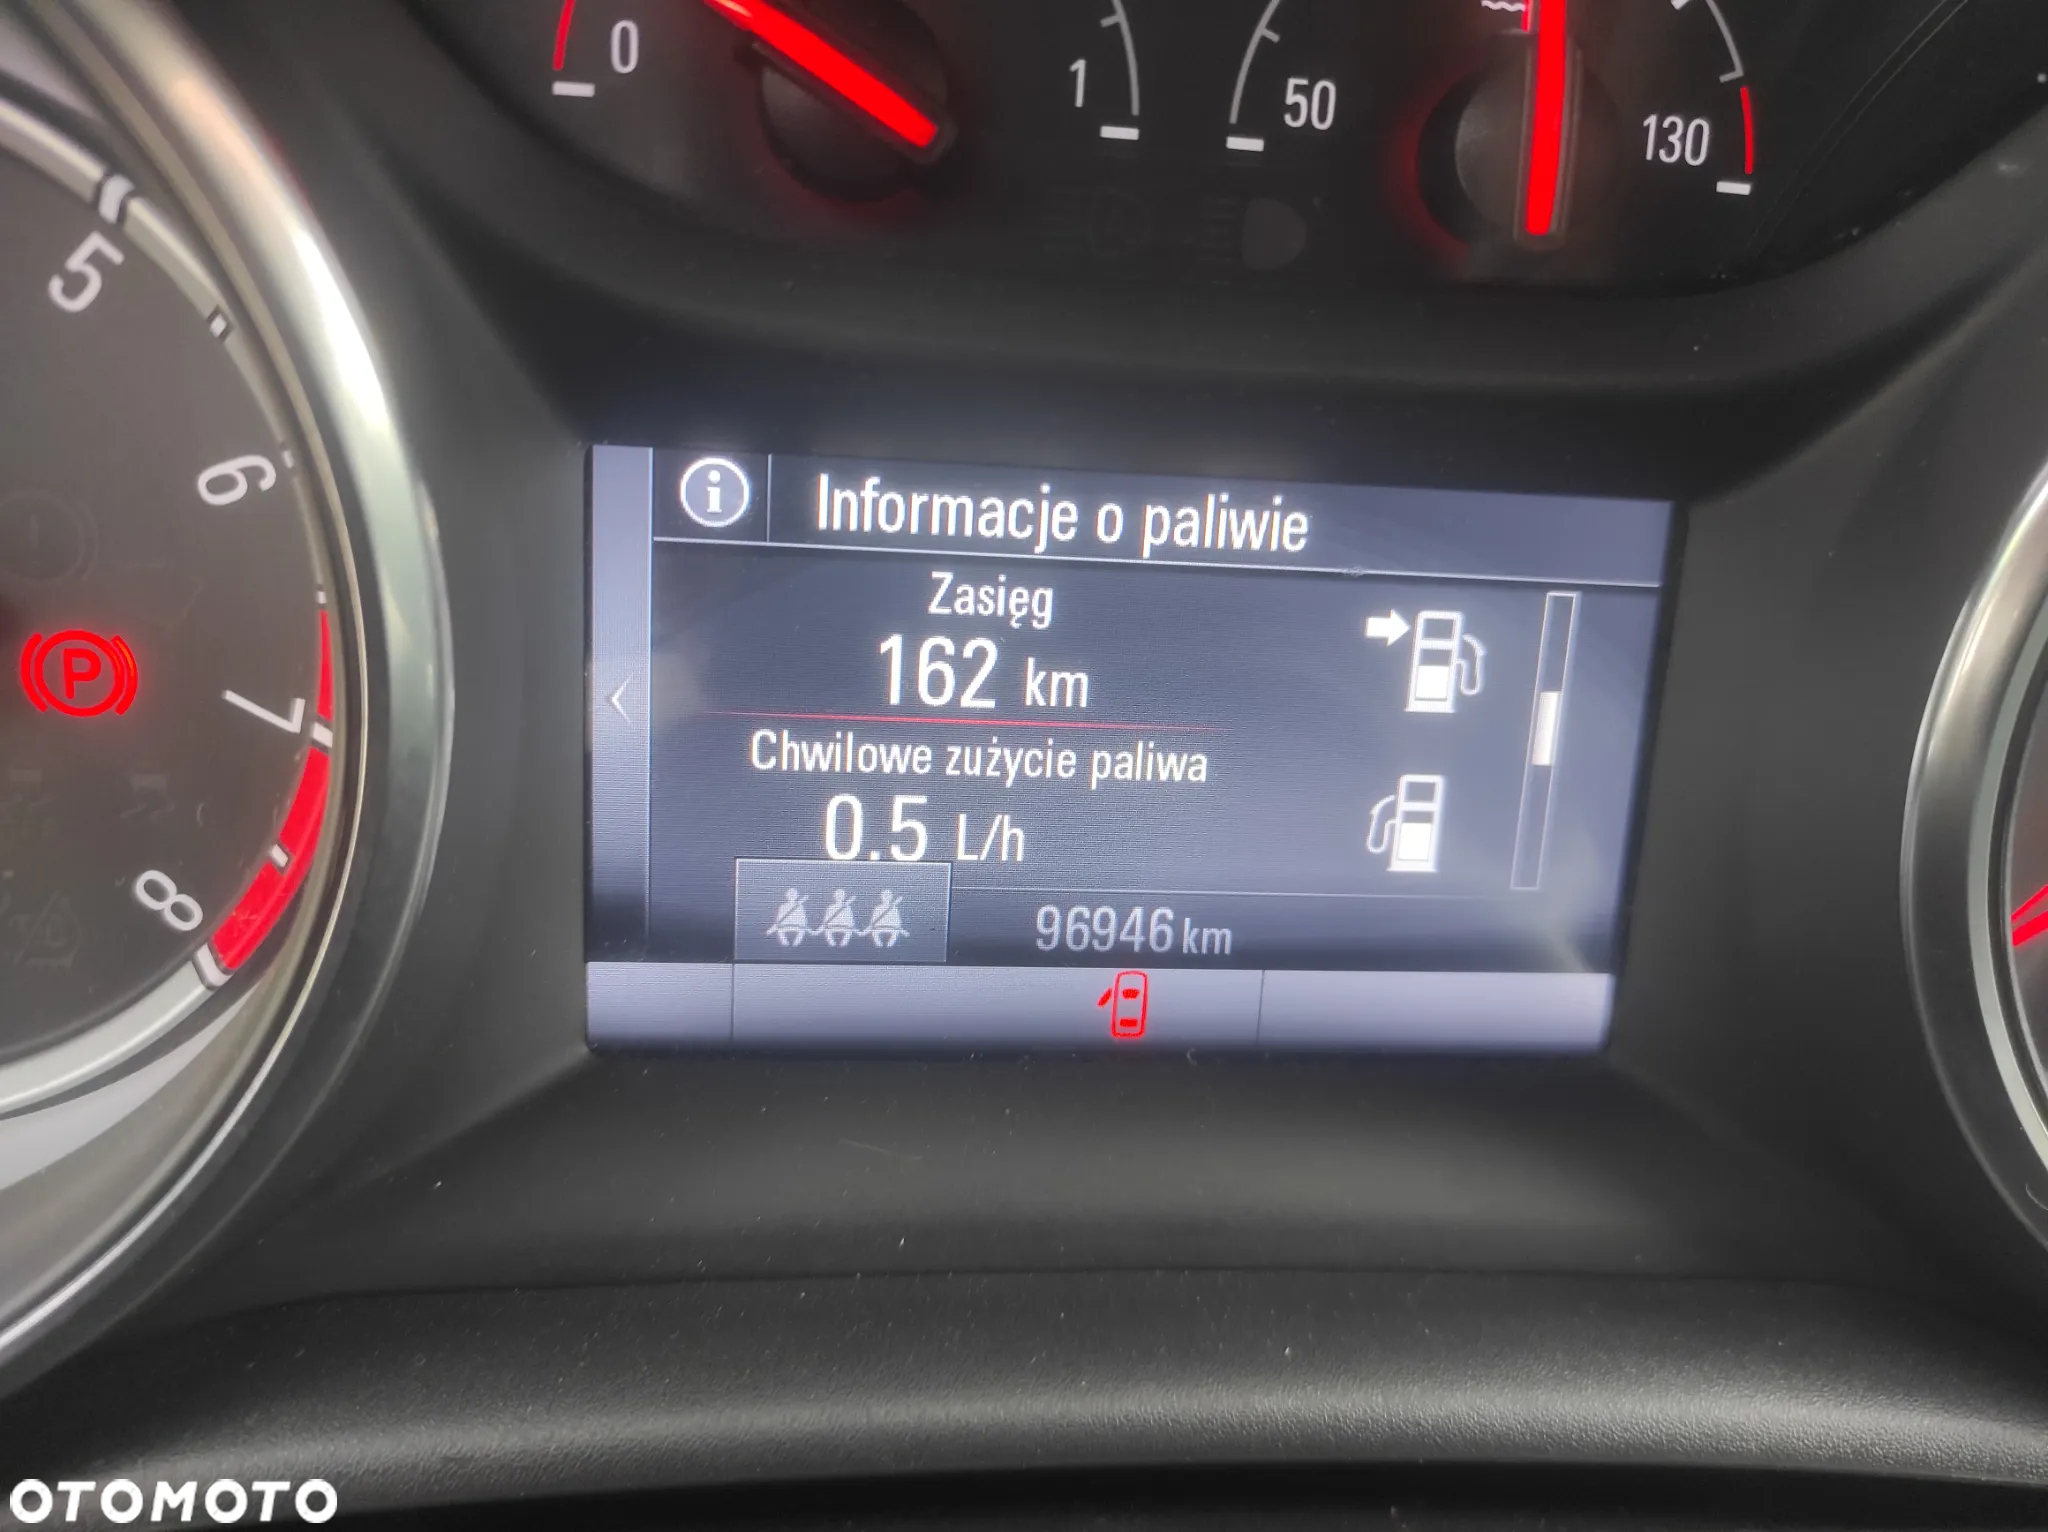 0
1
50
130
5
6
7
8
P
i
Informacje o paliwie
Zasięg
162 km
Chwilowe zużycie paliwa
0.5 L/h
96946 km
OTOMOTO